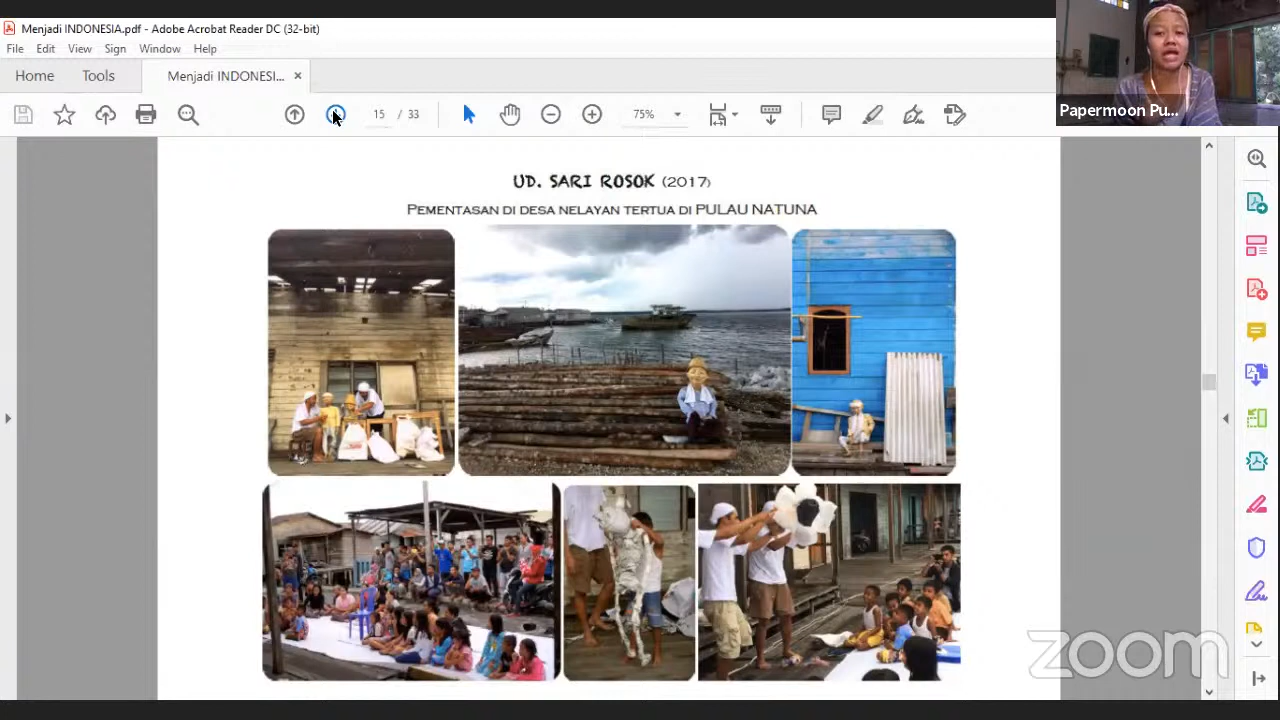 Menjadi INDONESIA.pdf - Adobe Acrobat Reader DC (32-bit)
File Edit View Sign Window Help
Home Tools Menjadi INDONESI... ×
15 / 33 75%
Papermoon Pu...
UD. SARI ROSOK (2017)
PEMENTASAN DI DESA NELAYAN TERTUA DI PULAU NATUNA
zoom